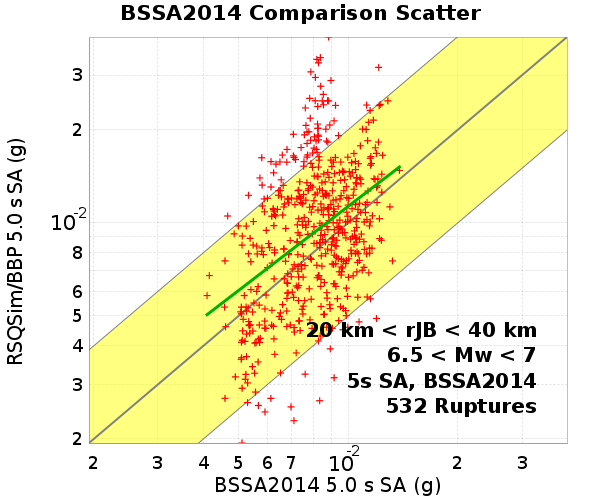 BSSA2014 Comparison Scatter
RSQSim/BBP 5.0 s SA (g)
3
2
10-2
8
6
5
4
3
2
20 km < rJB < 40 km
6.5 < Mw < 7
5s SA, BSSA2014
532 Ruptures
2 3 4 5 6 7 10-2 2 3
BSSA2014 5.0 s SA (g)